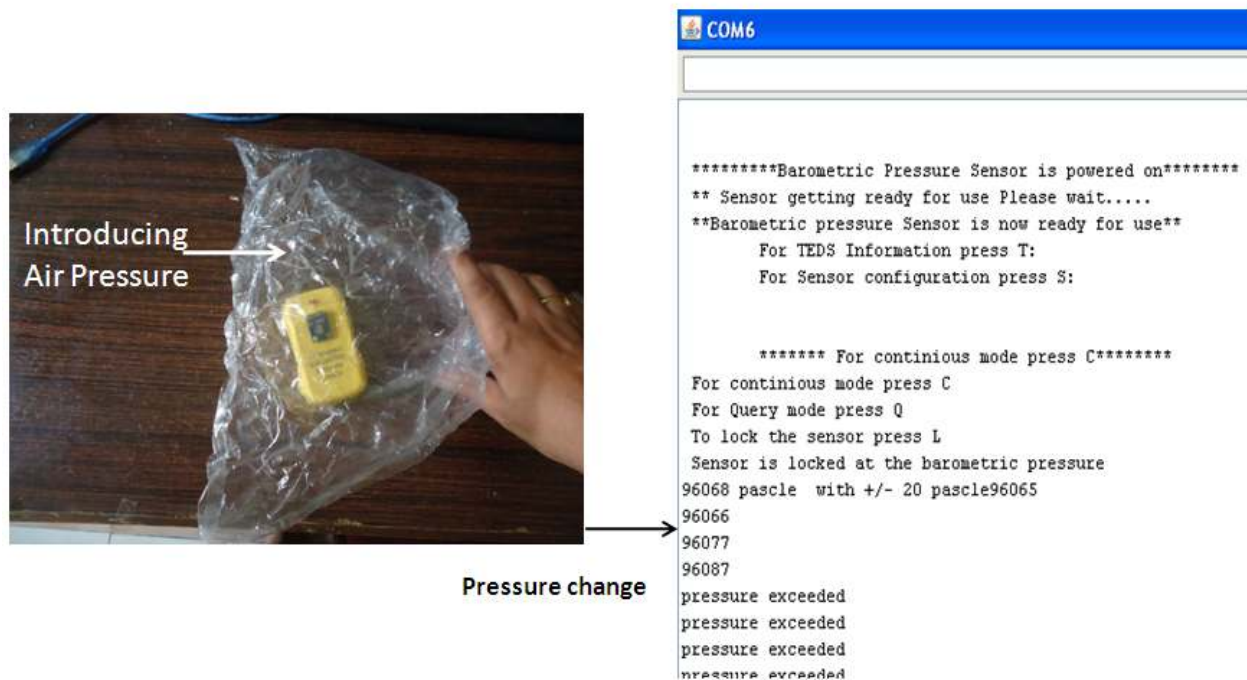 Introducing
Air Pressure
Pressure change
COM6
*********Barometric Pressure Sensor is powered on********
** Sensor getting ready for use Please wait.....
**Barometric pressure Sensor is now ready for use**
For TEDS Information press T:
For Sensor configuration press S:
******* For continious mode press C********
For continious mode press C
For Query mode press Q
To lock the sensor press L
Sensor is locked at the barometric pressure
96068 pascle  with +/- 20 pascle96065
96066
96077
96087
pressure exceeded
pressure exceeded
pressure exceeded
pressure exceeded